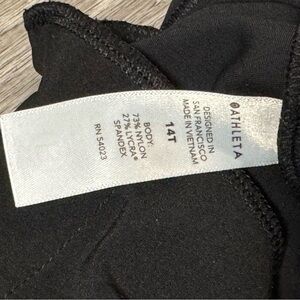 ATHLETA
DESIGNED IN
SAN FRANCISCO
MADE IN VIETNAM
14T
BODY:
73% NYLON
27% LYCRA®
SPANDEX
RN 54023